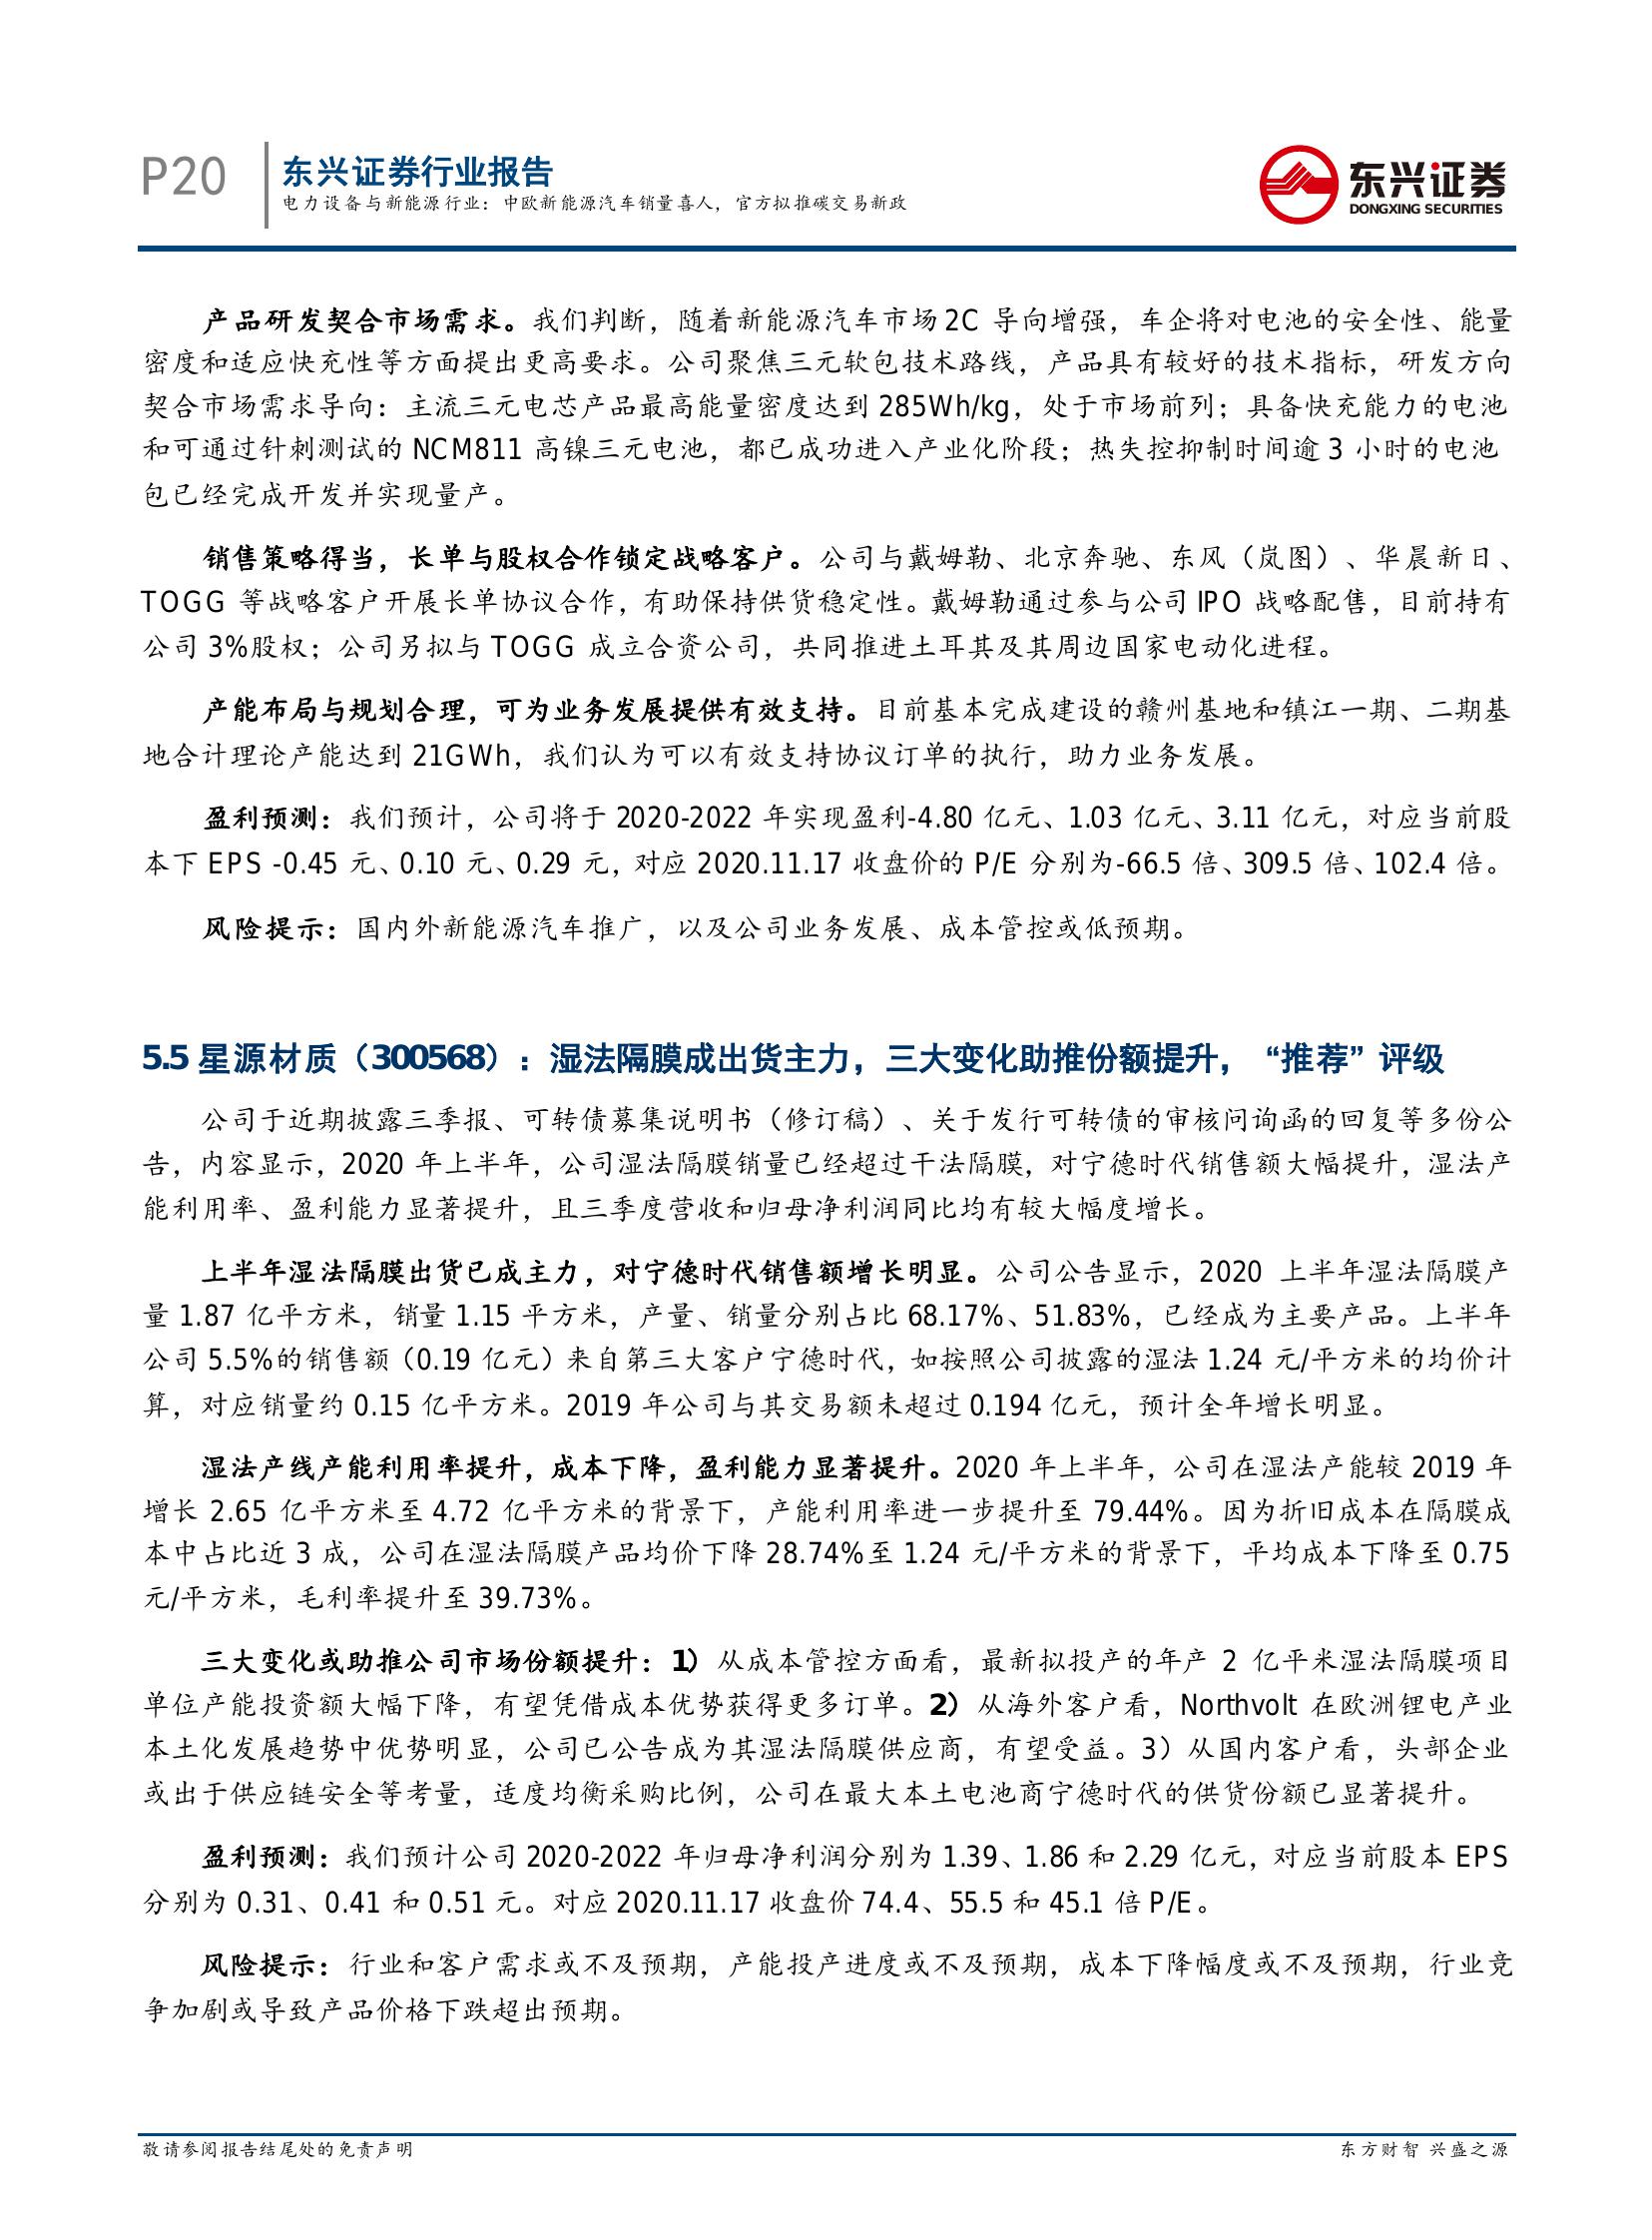 P20
东兴证券行业报告
电力设备与新能源行业：中欧新能源汽车销量喜人，官方拟推碳交易新政
东兴证券
DONGXING SECURITIES
产品研发契合市场需求。我们判断，随着新能源汽车市场 2C 导向增强，车企将对电池的安全性、能量
密度和适应快充性等方面提出更高要求。公司聚焦三元软包技术路线，产品具有较好的技术指标，研发方向
契合市场需求导向：主流三元电芯产品最高能量密度达到 285Wh/kg，处于市场前列；具备快充能力的电池
和可通过针刺测试的 NCM811 高镍三元电池，都已成功进入产业化阶段；热失控抑制时间逾 3 小时的电池
包已经完成开发并实现量产。
销售策略得当，长单与股权合作锁定战略客户。公司与戴姆勒、北京奔驰、东风（岚图）、华晨新日、
TOGG 等战略客户开展长单协议合作，有助保持供货稳定性。戴姆勒通过参与公司 IPO 战略配售，目前持有
公司 3%股权；公司另拟与 TOGG 成立合资公司，共同推进土耳其及其周边国家电动化进程。
产能布局与规划合理，可为业务发展提供有效支持。目前基本完成建设的赣州基地和镇江一期、二期基
地合计理论产能达到 21GWh，我们认为可以有效支持协议订单的执行，助力业务发展。
盈利预测：我们预计，公司将于 2020-2022 年实现盈利-4.80 亿元、1.03 亿元、3.11 亿元，对应当前股
本下 EPS -0.45 元、0.10 元、0.29 元，对应 2020.11.17 收盘价的 P/E 分别为-66.5 倍、309.5 倍、102.4 倍。
风险提示：国内外新能源汽车推广，以及公司业务发展、成本管控或低预期。
5.5 星源材质（300568）：湿法隔膜成出货主力，三大变化助推份额提升，“推荐”评级
公司于近期披露三季报、可转债募集说明书（修订稿）、关于发行可转债的审核问询函的回复等多份公
告，内容显示，2020 年上半年，公司湿法隔膜销量已经超过干法隔膜，对宁德时代销售额大幅提升，湿法产
能利用率、盈利能力显著提升，且三季度营收和归母净利润同比均有较大幅度增长。
上半年湿法隔膜出货已成主力，对宁德时代销售额增长明显。公司公告显示，2020 上半年湿法隔膜产
量 1.87 亿平方米，销量 1.15 平方米，产量、销量分别占比 68.17%、51.83%，已经成为主要产品。上半年
公司 5.5%的销售额（0.19 亿元）来自第三大客户宁德时代，如按照公司披露的湿法 1.24 元/平方米的均价计
算，对应销量约 0.15 亿平方米。2019 年公司与其交易额未超过 0.194 亿元，预计全年增长明显。
湿法产线产能利用率提升，成本下降，盈利能力显著提升。2020 年上半年，公司在湿法产能较 2019 年
增长 2.65 亿平方米至 4.72 亿平方米的背景下，产能利用率进一步提升至 79.44%。因为折旧成本在隔膜成
本中占比近 3 成，公司在湿法隔膜产品均价下降 28.74%至 1.24 元/平方米的背景下，平均成本下降至 0.75
元/平方米，毛利率提升至 39.73%。
三大变化或助推公司市场份额提升：1）从成本管控方面看，最新拟投产的年产 2 亿平米湿法隔膜项目
单位产能投资额大幅下降，有望凭借成本优势获得更多订单。2）从海外客户看，Northvolt 在欧洲锂电产业
本土化发展趋势中优势明显，公司已公告成为其湿法隔膜供应商，有望受益。3）从国内客户看，头部企业
或出于供应链安全等考量，适度均衡采购比例，公司在最大本土电池商宁德时代的供货份额已显著提升。
盈利预测：我们预计公司 2020-2022 年归母净利润分别为 1.39、1.86 和 2.29 亿元，对应当前股本 EPS
分别为 0.31、0.41 和 0.51 元。对应 2020.11.17 收盘价 74.4、55.5 和 45.1 倍 P/E。
风险提示：行业和客户需求或不及预期，产能投产进度或不及预期，成本下降幅度或不及预期，行业竞
争加剧或导致产品价格下跌超出预期。
敬请参阅报告结尾处的免责声明
东方财智 兴盛之源